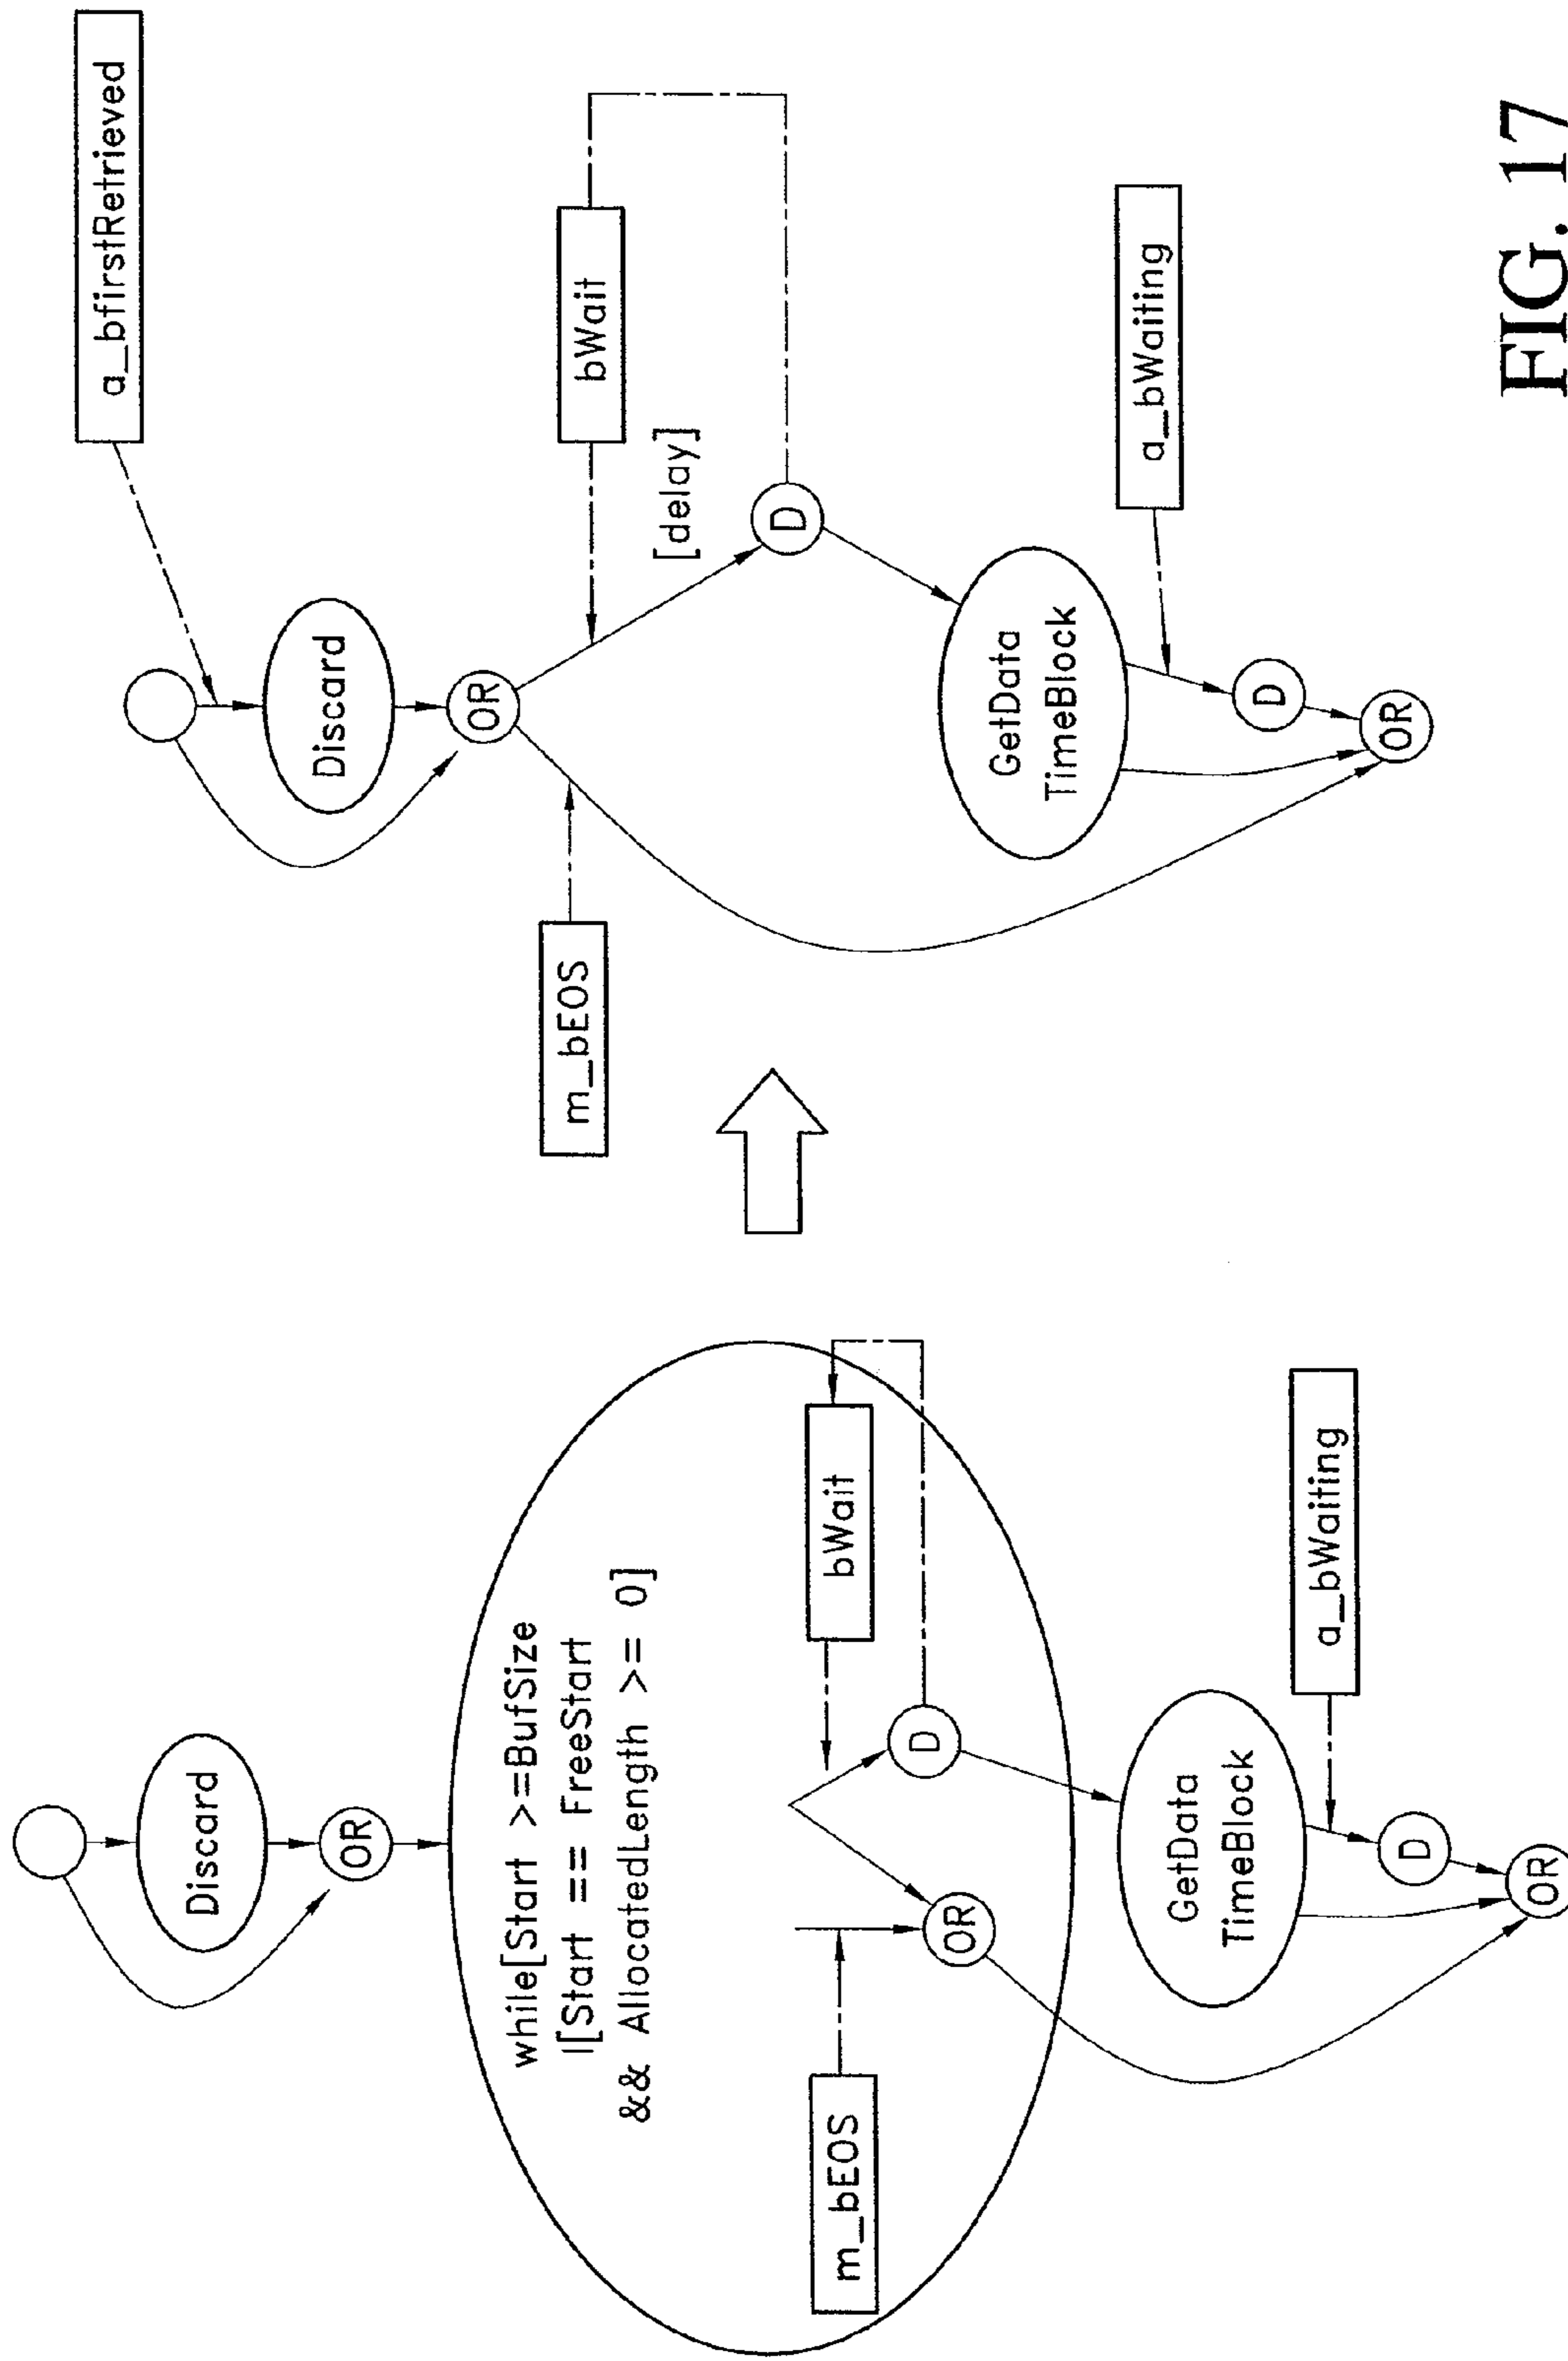 Discard
OR
while[Start >=BufSize
|[Start == FreeStart
&& AllocatedLength >= 0]
m_bEOS
bWait
OR
D
GetData
TimeBlock
a_bWaiting
D
OR
a_bfirstRetrieved
Discard
OR
m_bEOS
bWait
[delay]
D
GetData
TimeBlock
a_bWaiting
D
OR
FIG. 17